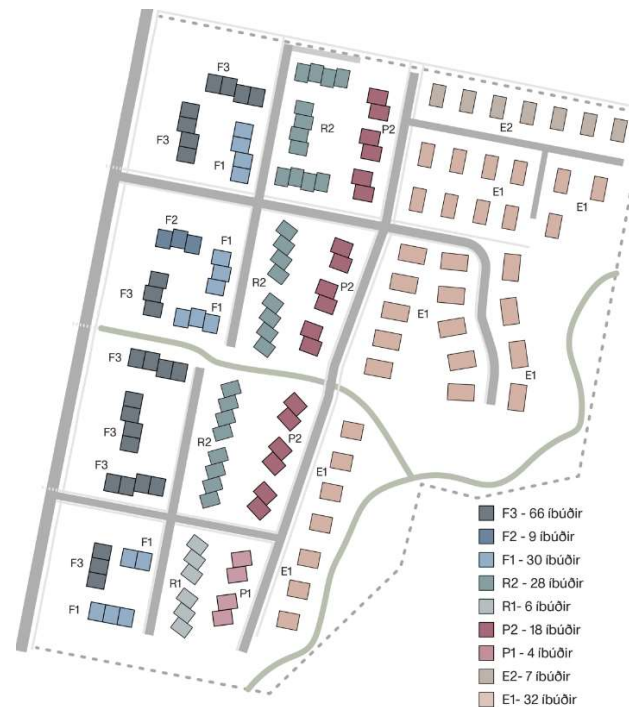 F3
F3
F1
R2
P2
E2
E1
E1
F2
F1
F3
F1
R2
P2
E1
E1
F3
F3
F3
R2
P2
E1
F3
F1
F1
R1
P1
E1
F3 - 66 íbúðir
F2 - 9 íbúðir
F1 - 30 íbúðir
R2 - 28 íbúðir
R1- 6 íbúðir
P2 - 18 íbúðir
P1 - 4 íbúðir
E2- 7 íbúðir
E1- 32 íbúðir